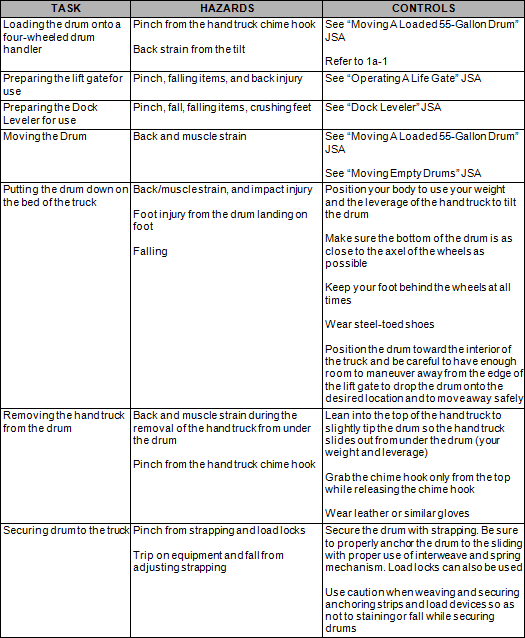 TASK
HAZARDS
CONTROLS
Loading the drum onto a
four-wheeled drum
handler
Pinch from the hand truck chime hook
Back strain from the tilt
See “Moving A Loaded 55-Gallon Drum”
JSA
Refer to 1a-1
Preparing the lift gate for
use
Pinch, falling items, and back injury
See “Operating A Life Gate” JSA
Preparing the Dock
Leveler for use
Pinch, fall, falling items, crushing feet
See “Dock Leveler” JSA
Moving the Drum
Back and muscle strain
See “Moving A Loaded 55-Gallon Drum”
JSA
See “Moving Empty Drums” JSA
Putting the drum down on
the bed of the truck
Back/muscle strain, and impact injury
Foot injury from the drum landing on
foot
Falling
Position your body to use your weight
and the leverage of the hand truck to tilt
the drum
Make sure the bottom of the drum is as
close to the axel of the wheels as
possible
Keep your foot behind the wheels at all
times
Wear steel-toed shoes
Position the drum toward the interior of
the truck and be careful to have enough
room to maneuver away from the edge of
the lift gate to drop the drum onto the
desired location and to move away safely
Removing the hand truck
from the drum
Back and muscle strain during the
removal of the hand truck from under
the drum
Pinch from the hand truck chime hook
Lean into the top of the hand truck to
slightly tip the drum so the hand truck
slides out from under the drum (your
weight and leverage)
Grab the chime hook only from the top
while releasing the chime hook
Wear leather or similar gloves
Securing drum to the truck
Pinch from strapping and load locks
Trip on equipment and fall from
adjusting strapping
Secure the drum with strapping. Be sure
to properly anchor the drum to the sliding
with proper use of interweave and spring
mechanism. Load locks can also be used
Use caution when weaving and securing
anchoring strips and load devices so as
not to staining or fall while securing
drums